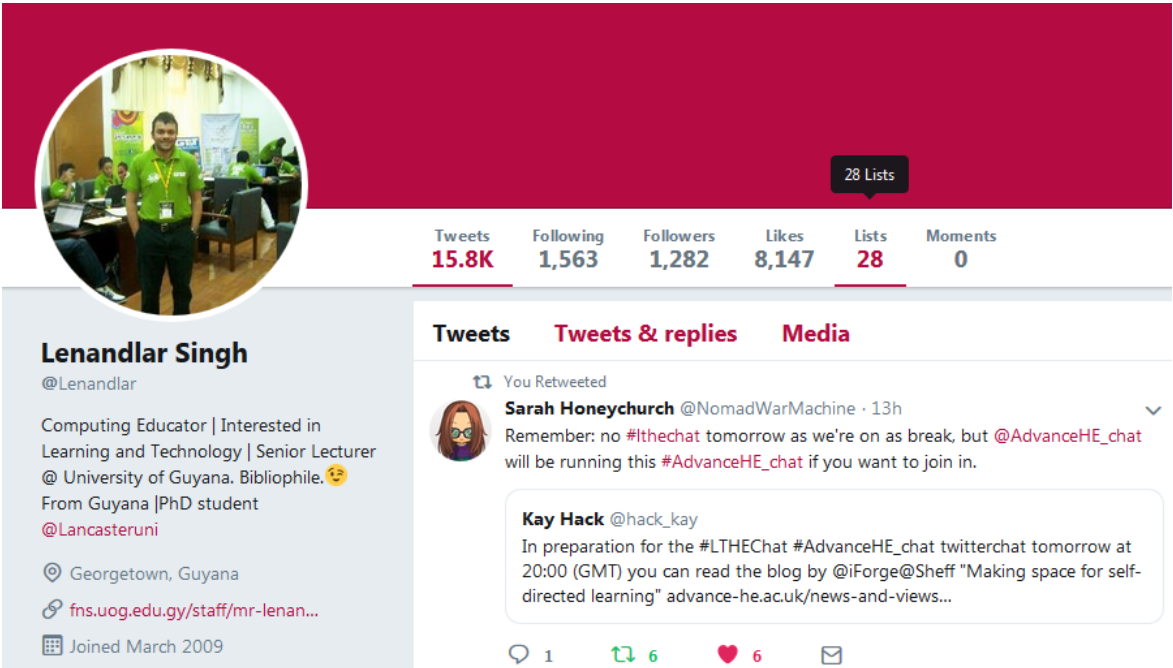 28 Lists
Tweets Following Followers Likes Lists Moments
15.8K 1,563 1,282 8,147 28 0
Lenandlar Singh
@Lenandlar
Computing Educator | Interested in
Learning and Technology | Senior Lecturer
@ University of Guyana. Bibliophile.😉
From Guyana |PhD student
@Lancasteruni
Georgetown, Guyana
fns.uog.edu.gy/staff/mr-lenan...
Joined March 2009
Tweets Tweets & replies Media
You Retweeted
Sarah Honeychurch @NomadWarMachine · 13h
Remember: no #lthechat tomorrow as we're on as break, but @AdvanceHE_chat
will be running this #AdvanceHE_chat if you want to join in.
Kay Hack @hack_kay
In preparation for the #LTHEChat #AdvanceHE_chat twitterchat tomorrow at
20:00 (GMT) you can read the blog by @iForge@Sheff "Making space for self-
directed learning" advance-he.ac.uk/news-and-views...
1 6 6